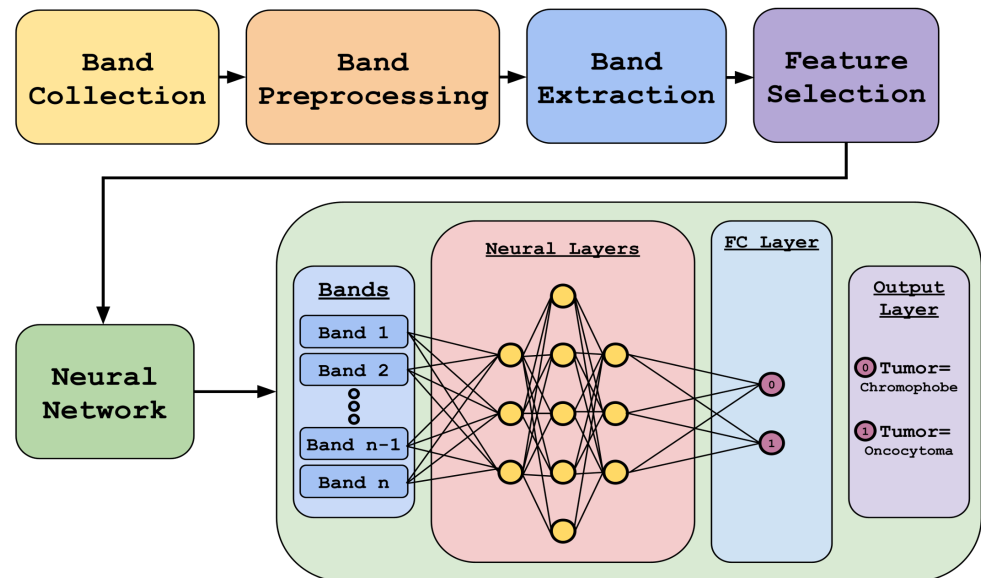 Band
Collection
Band
Preprocessing
Band
Extraction
Feature
Selection
Neural
Network
Bands
Band 1
Band 2
Band n-1
Band n
Neural Layers
FC Layer
0
1
Output
Layer
0 Tumor=
Chromophobe
1 Tumor=
Oncocytoma